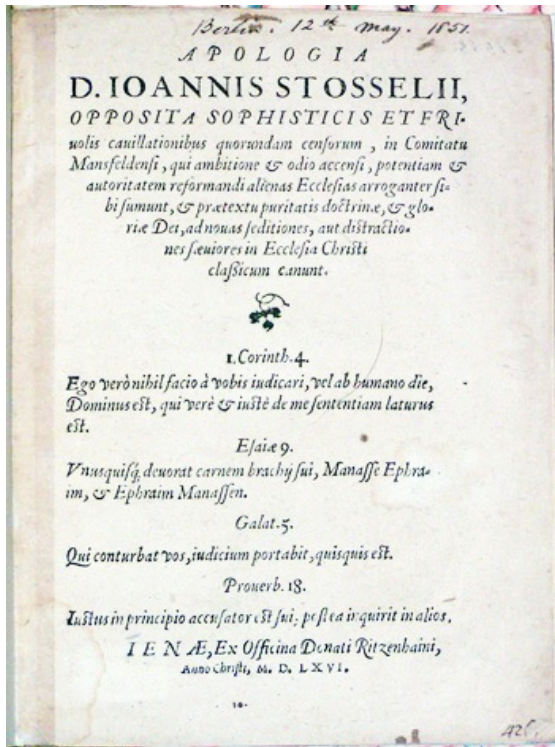 Berlin. 12th May. 1851.
APOLOGIA
D. IOANNIS STOSSELII,
OPPOSITA SOPHISTICIS ET FRI-
uolis cauillationibus quorundam censorum, in Comitatu
Mansfeldensi, qui ambitione & odio accensi, potentiam &
autoritatem reformandi alienas Ecclesias arroganter si-
bi sumunt, & prætextu puritatis doctrinæ, & glo-
riæ Dei, ad nouas seditiones, aut distractio-
nes sæuiores in Ecclesia Christi
classicum canunt.
1. Corinth. 4.
Ego verò nihil facio à vobis iudicari, vel ab humano die,
Dominus est, qui verè & iustè de me sententiam laturus
est.
Esaiæ 9.
Vnusquisq; deuorat carnem brachij sui, Manasse Ephra-
im, & Ephraim Manassen.
Galat. 5.
Qui conturbat vos, iudicium portabit, quisquis est.
Prouerb. 18.
Iustus in principio accusator est sui, postea inquirit in alios.
IENÆ, Ex Officina Donati Ritzenhaini,
Anno Christi, M. D. LXVI.